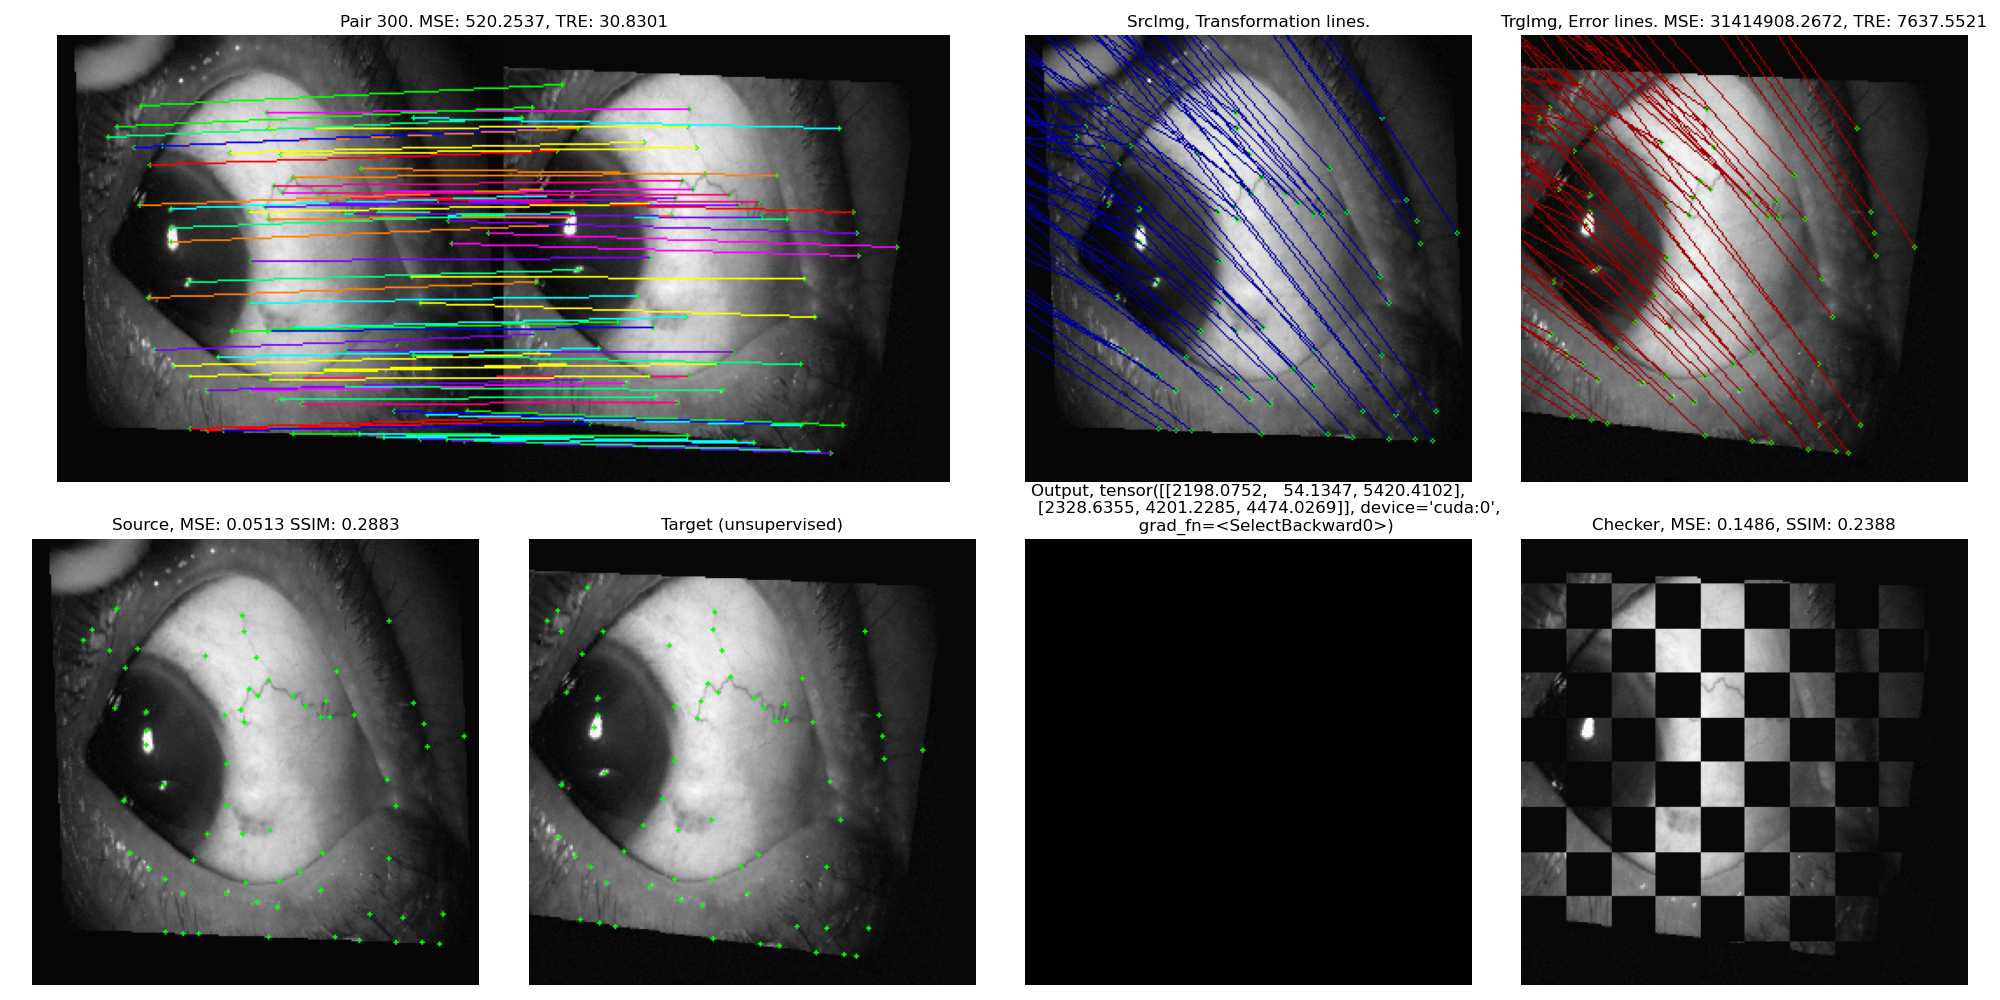 Pair 300. MSE: 520.2537, TRE: 30.8301
SrcImg, Transformation lines.
TrgImg, Error lines. MSE: 31414908.2672, TRE: 7637.5521
Source, MSE: 0.0513 SSIM: 0.2883
Target (unsupervised)
Output, tensor([[2198.0752, 54.1347, 5420.4102],
[2328.6355, 4201.2285, 4474.0269]], device='cuda:0',
grad_fn=<SelectBackward0>)
Checker, MSE: 0.1486, SSIM: 0.2388